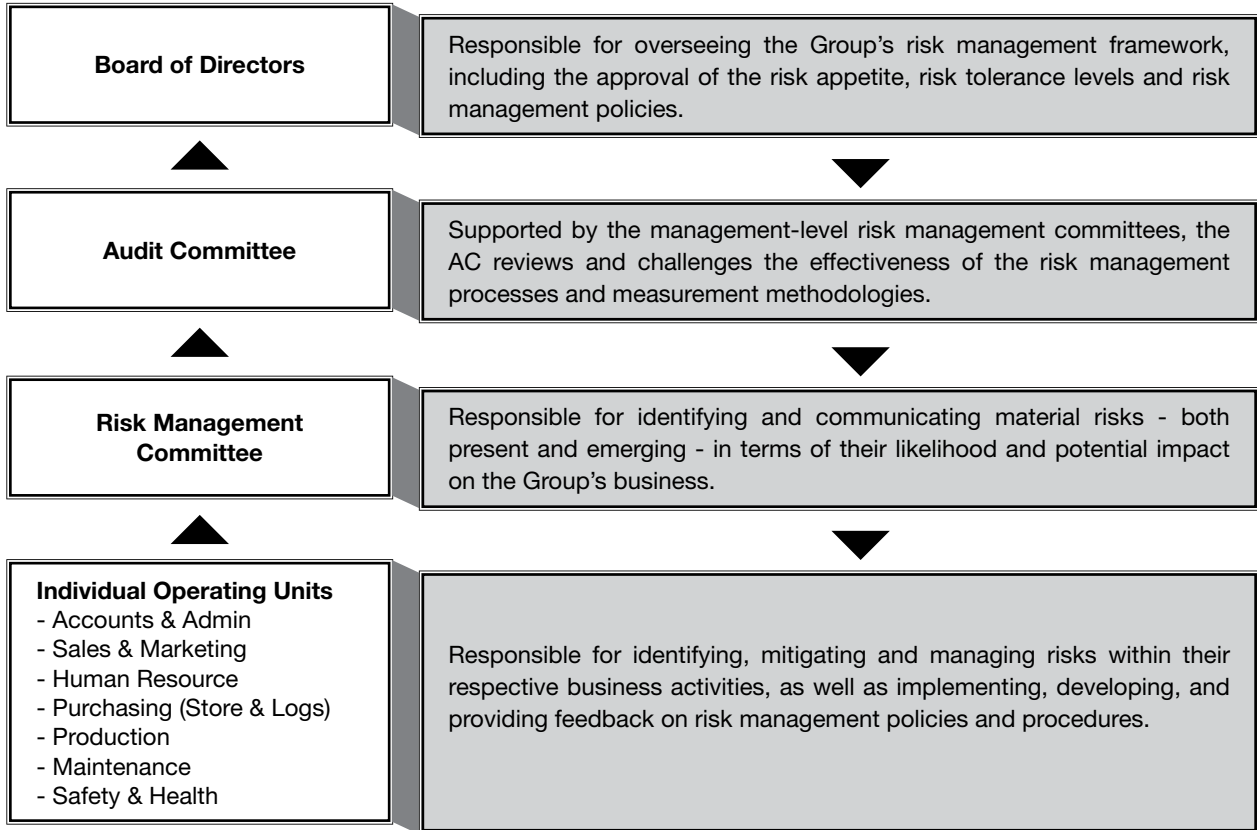 Board of Directors
Responsible for overseeing the Group’s risk management framework,
including the approval of the risk appetite, risk tolerance levels and risk
management policies.
Audit Committee
Supported by the management-level risk management committees, the
AC reviews and challenges the effectiveness of the risk management
processes and measurement methodologies.
Risk Management
Committee
Responsible for identifying and communicating material risks - both
present and emerging - in terms of their likelihood and potential impact
on the Group’s business.
Individual Operating Units
- Accounts & Admin
- Sales & Marketing
- Human Resource
- Purchasing (Store & Logs)
- Production
- Maintenance
- Safety & Health
Responsible for identifying, mitigating and managing risks within their
respective business activities, as well as implementing, developing, and
providing feedback on risk management policies and procedures.